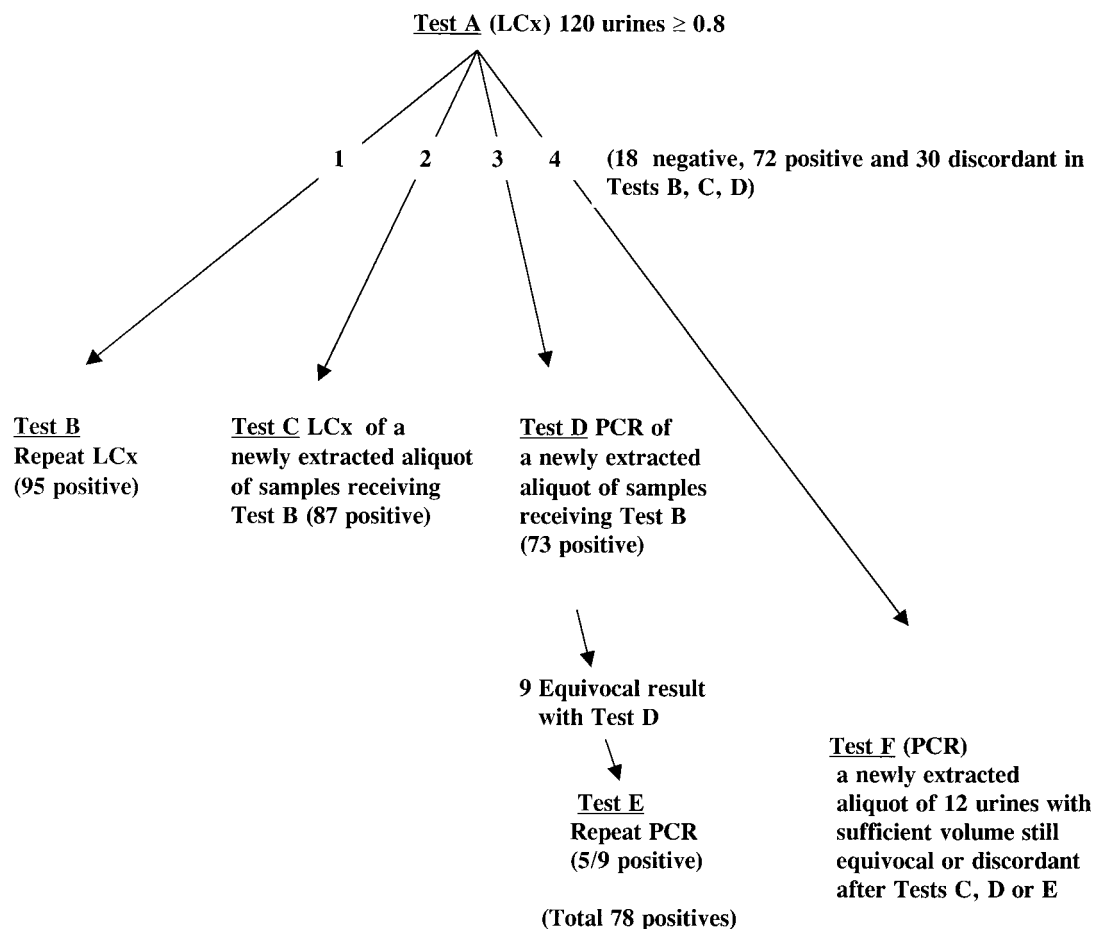 Test A (LCx) 120 urines ≥ 0.8
1 2 3 4
(18 negative, 72 positive and 30 discordant in
Tests B, C, D)
Test B
Repeat LCx
(95 positive)
Test C LCx of a
newly extracted aliquot
of samples receiving
Test B (87 positive)
Test D PCR of
a newly extracted
aliquot of samples
receiving Test B
(73 positive)
9 Equivocal result
with Test D
Test E
Repeat PCR
(5/9 positive)
(Total 78 positives)
Test F (PCR)
a newly extracted
aliquot of 12 urines with
sufficient volume still
equivocal or discordant
after Tests C, D or E